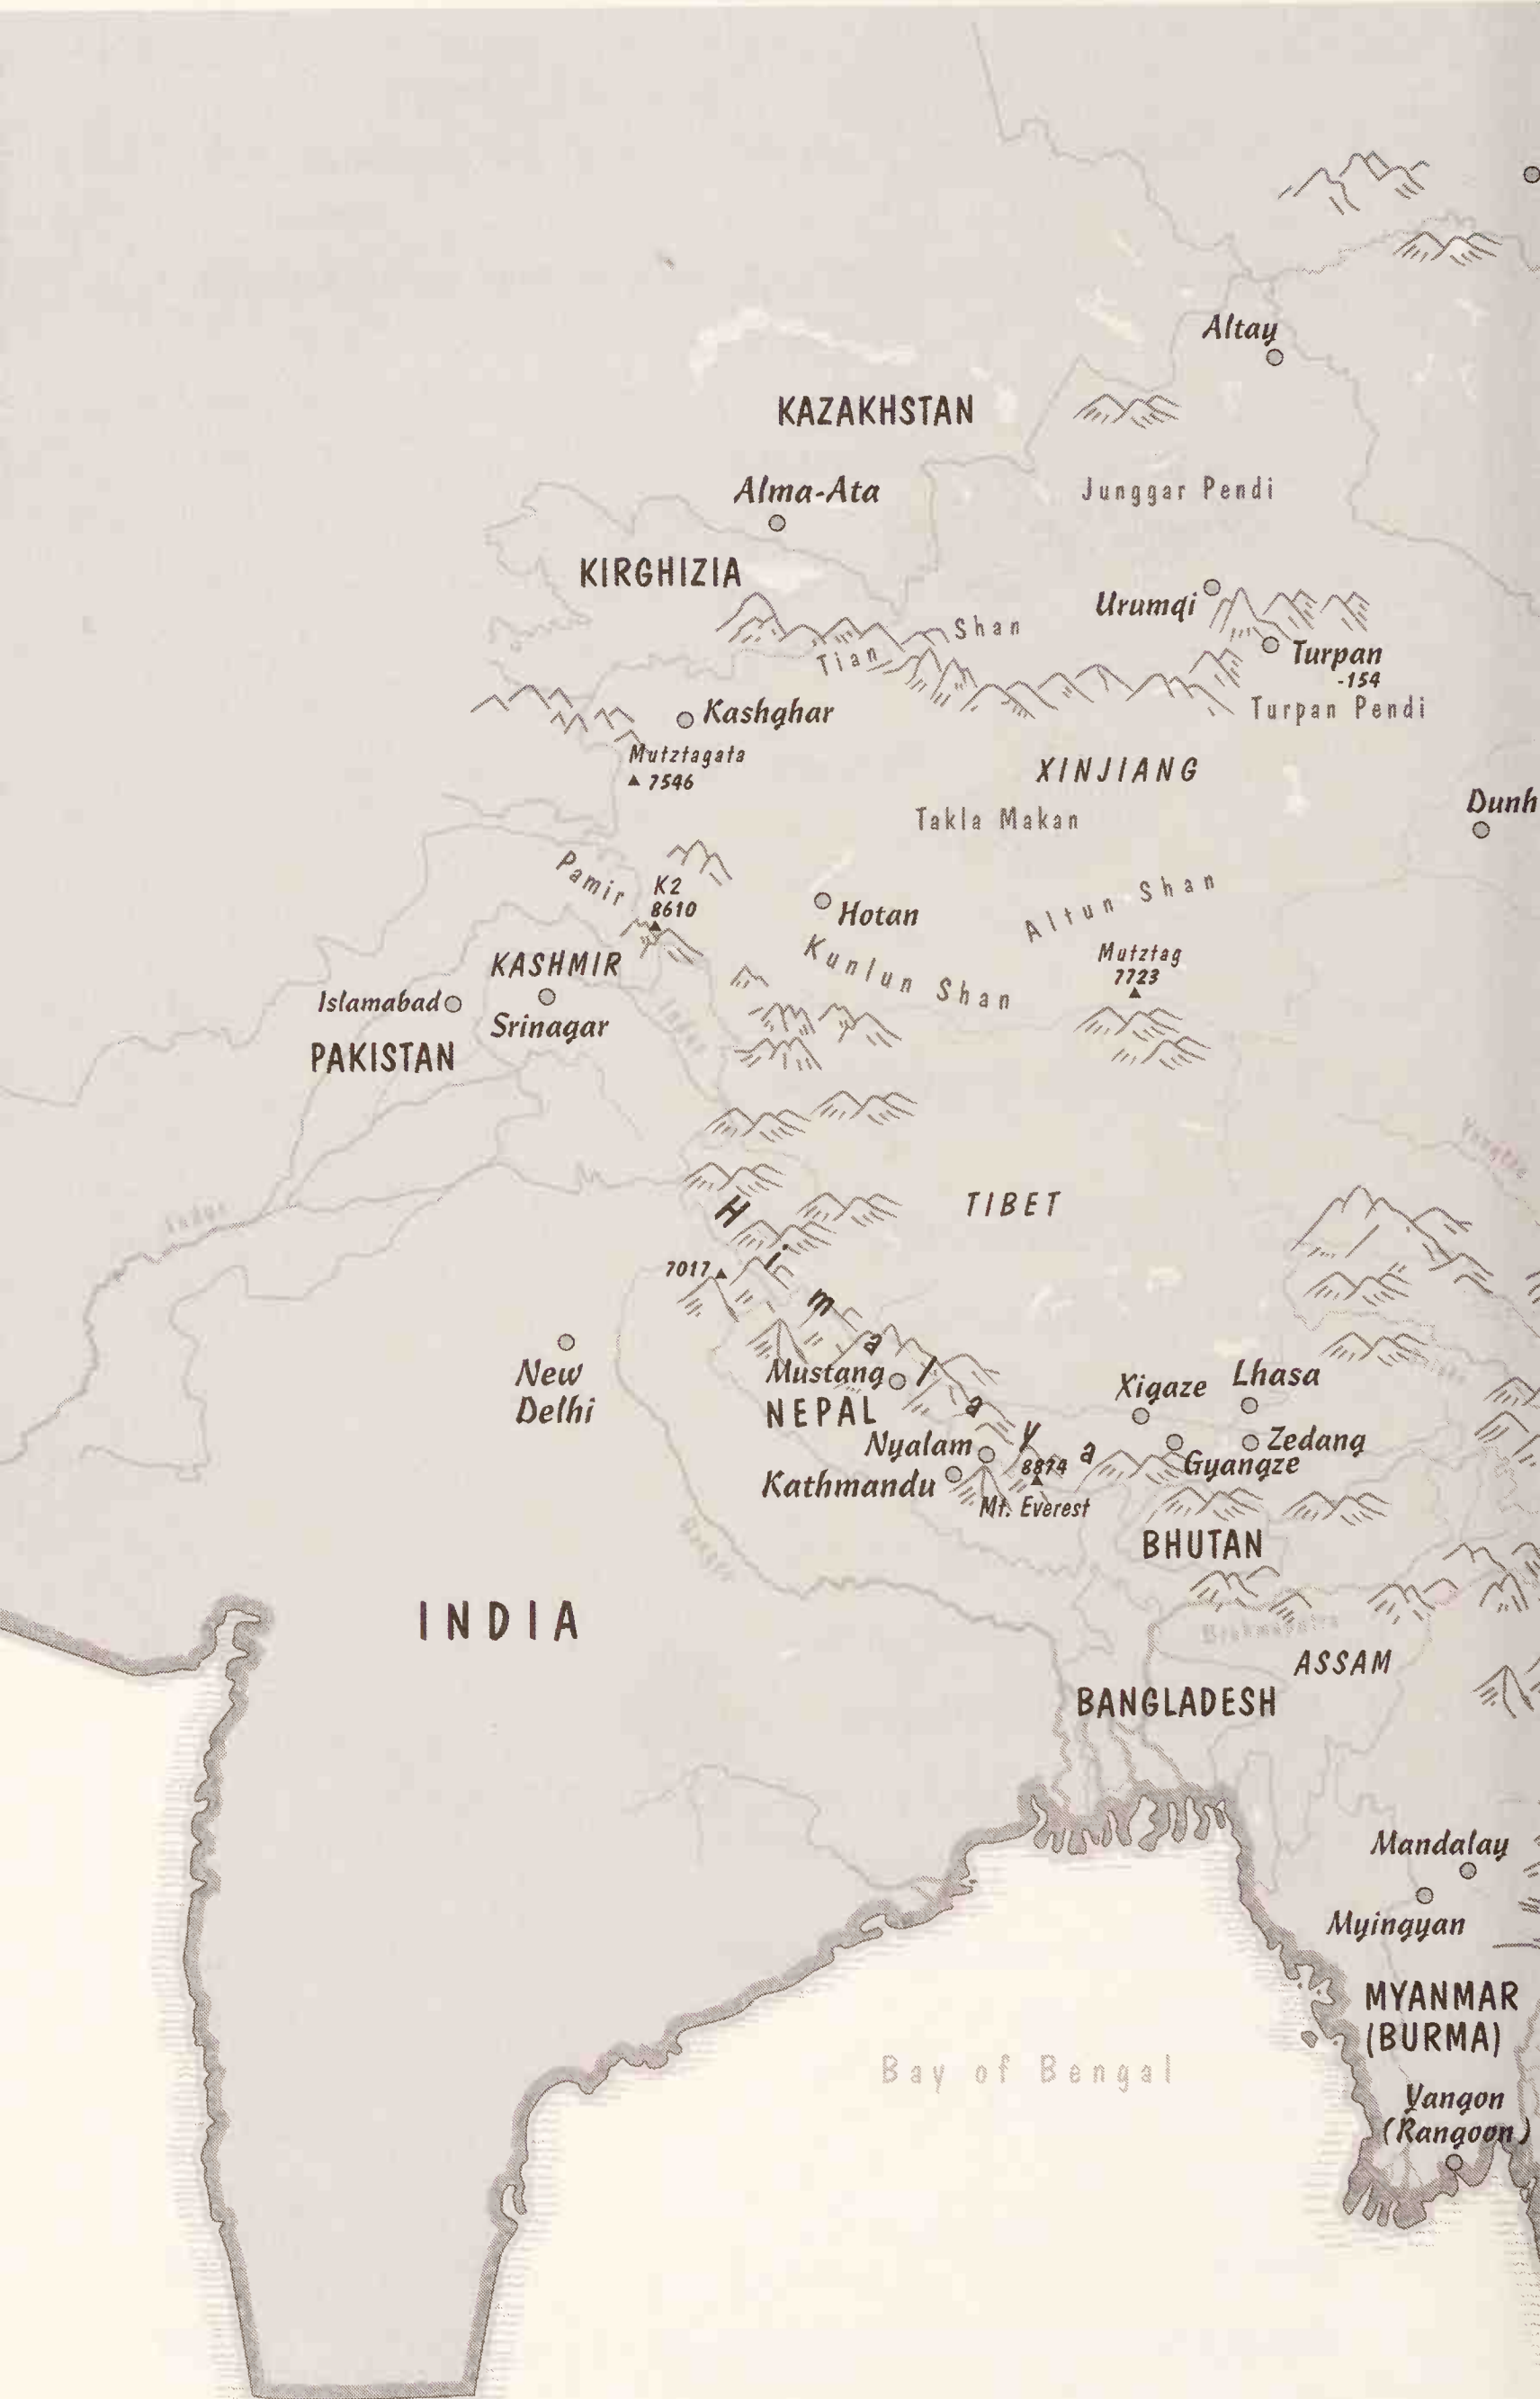 Altay
KAZAKHSTAN
Alma-Ata
Junggar Pendi
KIRGHIZIA
Urumqi
Tian Shan
Turpan
-154
Turpan Pendi
Kashghar
Mutztagata
7546
XINJIANG
Takla Makan
Dunh
Pamir
K2
8610
Hotan
Altun Shan
Kunlun Shan
Mutztag
7723
KASHMIR
Islamabad
Srinagar
PAKISTAN
Indus
Yangtze
TIBET
Indus
Himalaya
7017
New
Delhi
Mustang
NEPAL
Xigaze
Lhasa
Nyalam
Zedang
Gyangze
Kathmandu
8874
Mt. Everest
BHUTAN
INDIA
Brahmaputra
ASSAM
BANGLADESH
Mandalay
Myingyan
MYANMAR
(BURMA)
Bay of Bengal
Yangon
(Rangoon)